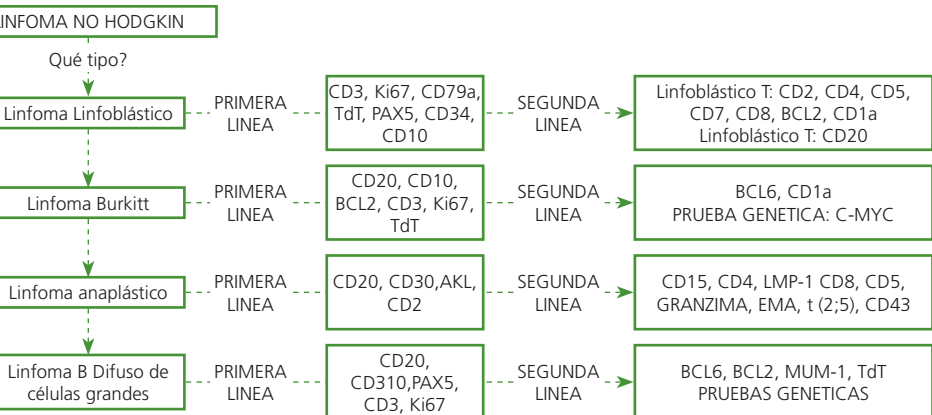 LINFOMA NO HODGKIN
Qué tipo?
Linfoma Linfoblástico
PRIMERA
LINEA
CD3, Ki67, CD79a,
TdT, PAX5, CD34,
CD10
SEGUNDA
LINEA
Linfoblástico T: CD2, CD4, CD5,
CD7, CD8, BCL2, CD1a
Linfoblástico T: CD20
Linfoma Burkitt
PRIMERA
LINEA
CD20, CD10,
BCL2, CD3, Ki67,
TdT
SEGUNDA
LINEA
BCL6, CD1a
PRUEBA GENETICA: C-MYC
Linfoma anaplástico
PRIMERA
LINEA
CD20, CD30,AKL,
CD2
SEGUNDA
LINEA
CD15, CD4, LMP-1 CD8, CD5,
GRANZIMA, EMA, t (2;5), CD43
Linfoma B Difuso de
células grandes
PRIMERA
LINEA
CD20,
CD310,PAX5,
CD3, Ki67
SEGUNDA
LINEA
BCL6, BCL2, MUM-1, TdT
PRUEBAS GENETICAS